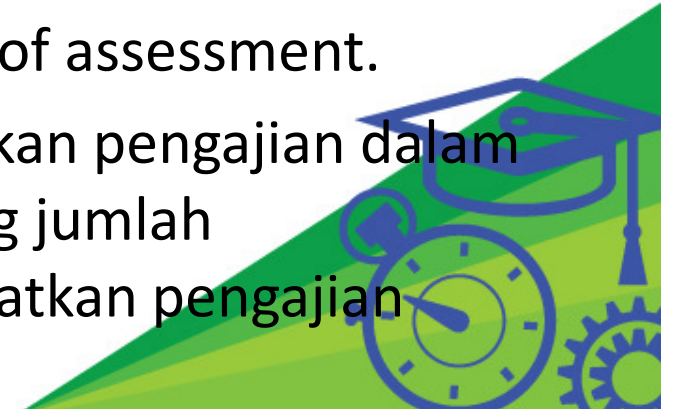 of assessment.
kan pengajian dalam
g jumlah
atkan pengajian